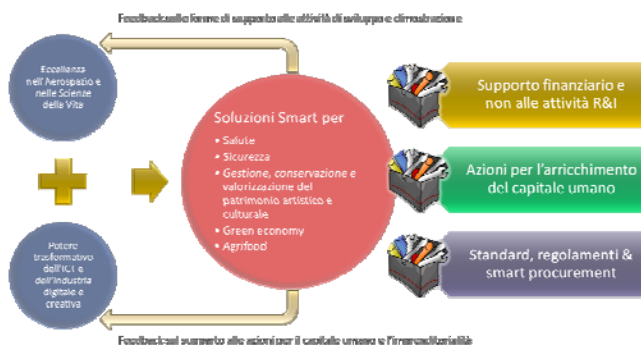 Feedback sulle forme di supporto alle attività di sviluppo e dimostrazione
Eccellenza
nell'Aerospazio e
nelle Scienze
della Vita
Potere
trasformativo
dell'ICT e
dell'industria
digitale e
creativa
Soluzioni Smart per
• Salute
• Sicurezza
• Gestione, conservazione e
valorizzazione del
patrimonio artistico e
culturale
• Green economy
• Agrifood
Supporto finanziario e
non alle attività R&I
Azioni per l'arricchimento
del capitale umano
Standard, regolamenti &
smart procurement
Feedback sul supporto alle azioni per il capitale umano e l'imprenditorialità